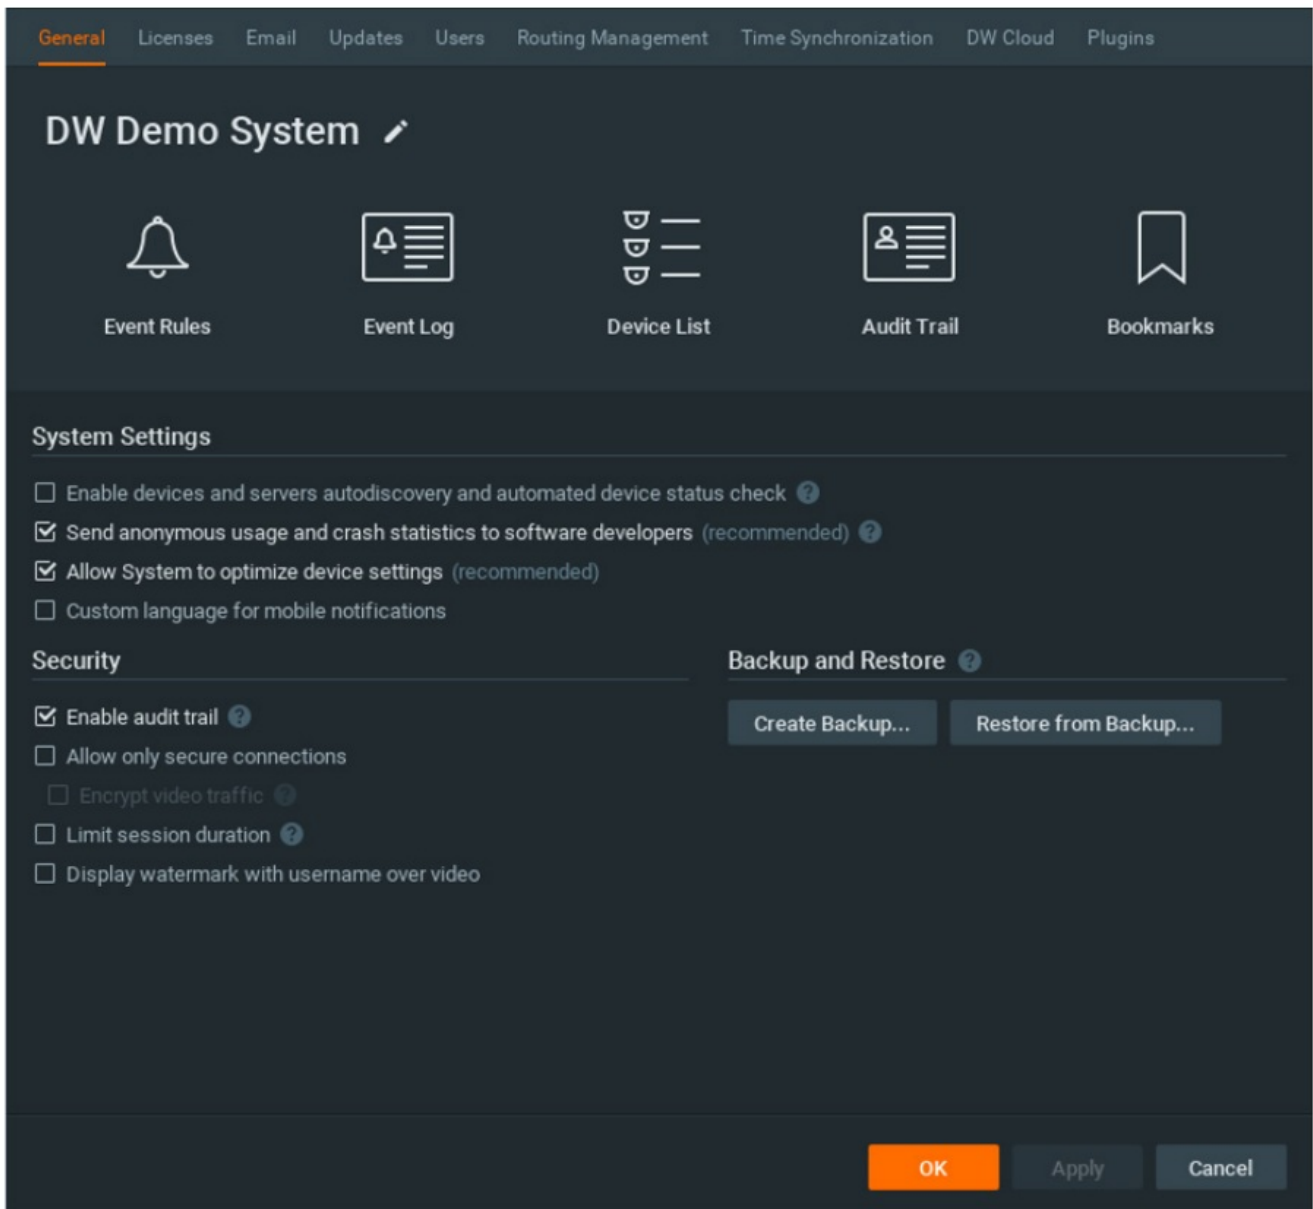 General Licenses Email Updates Users Routing Management Time Synchronization DW Cloud Plugins
DW Demo System
Event Rules Event Log Device List Audit Trail Bookmarks
System Settings
Enable devices and servers autodiscovery and automated device status check ?
Send anonymous usage and crash statistics to software developers (recommended) ?
Allow System to optimize device settings (recommended)
Custom language for mobile notifications
Security
Enable audit trail ?
Allow only secure connections
Encrypt video traffic ?
Limit session duration ?
Display watermark with username over video
Backup and Restore ?
Create Backup... Restore from Backup...
OK Apply Cancel